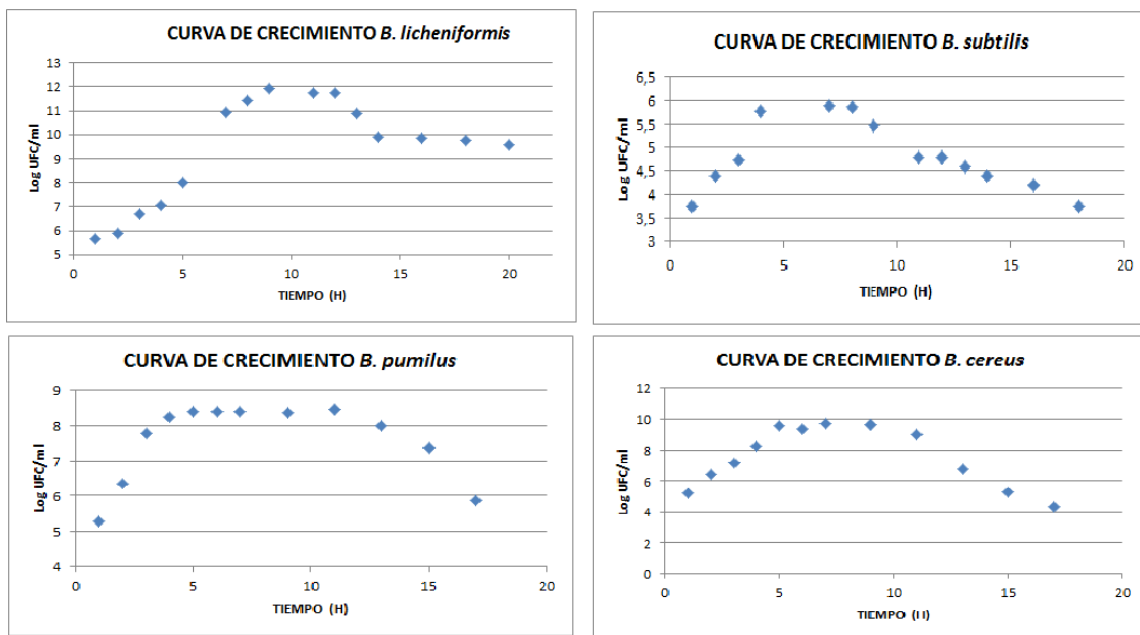 CURVA DE CRECIMIENTO B. licheniformis
Log UFC/ml
13
12
11
10
9
8
7
6
5
0 5 10 15 20
TIEMPO (H)
CURVA DE CRECIMIENTO B. subtilis
Log UFC/ml
6,5
6
5,5
5
4,5
4
3,5
3
0 5 10 15 20
TIEMPO (H)
CURVA DE CRECIMIENTO B. pumilus
Log UFC/ml
9
8
7
6
5
4
0 5 10 15 20
TIEMPO (H)
CURVA DE CRECIMIENTO B. cereus
Log UFC/ml
12
10
8
6
4
2
0
0 5 10 15 20
TIEMPO (H)